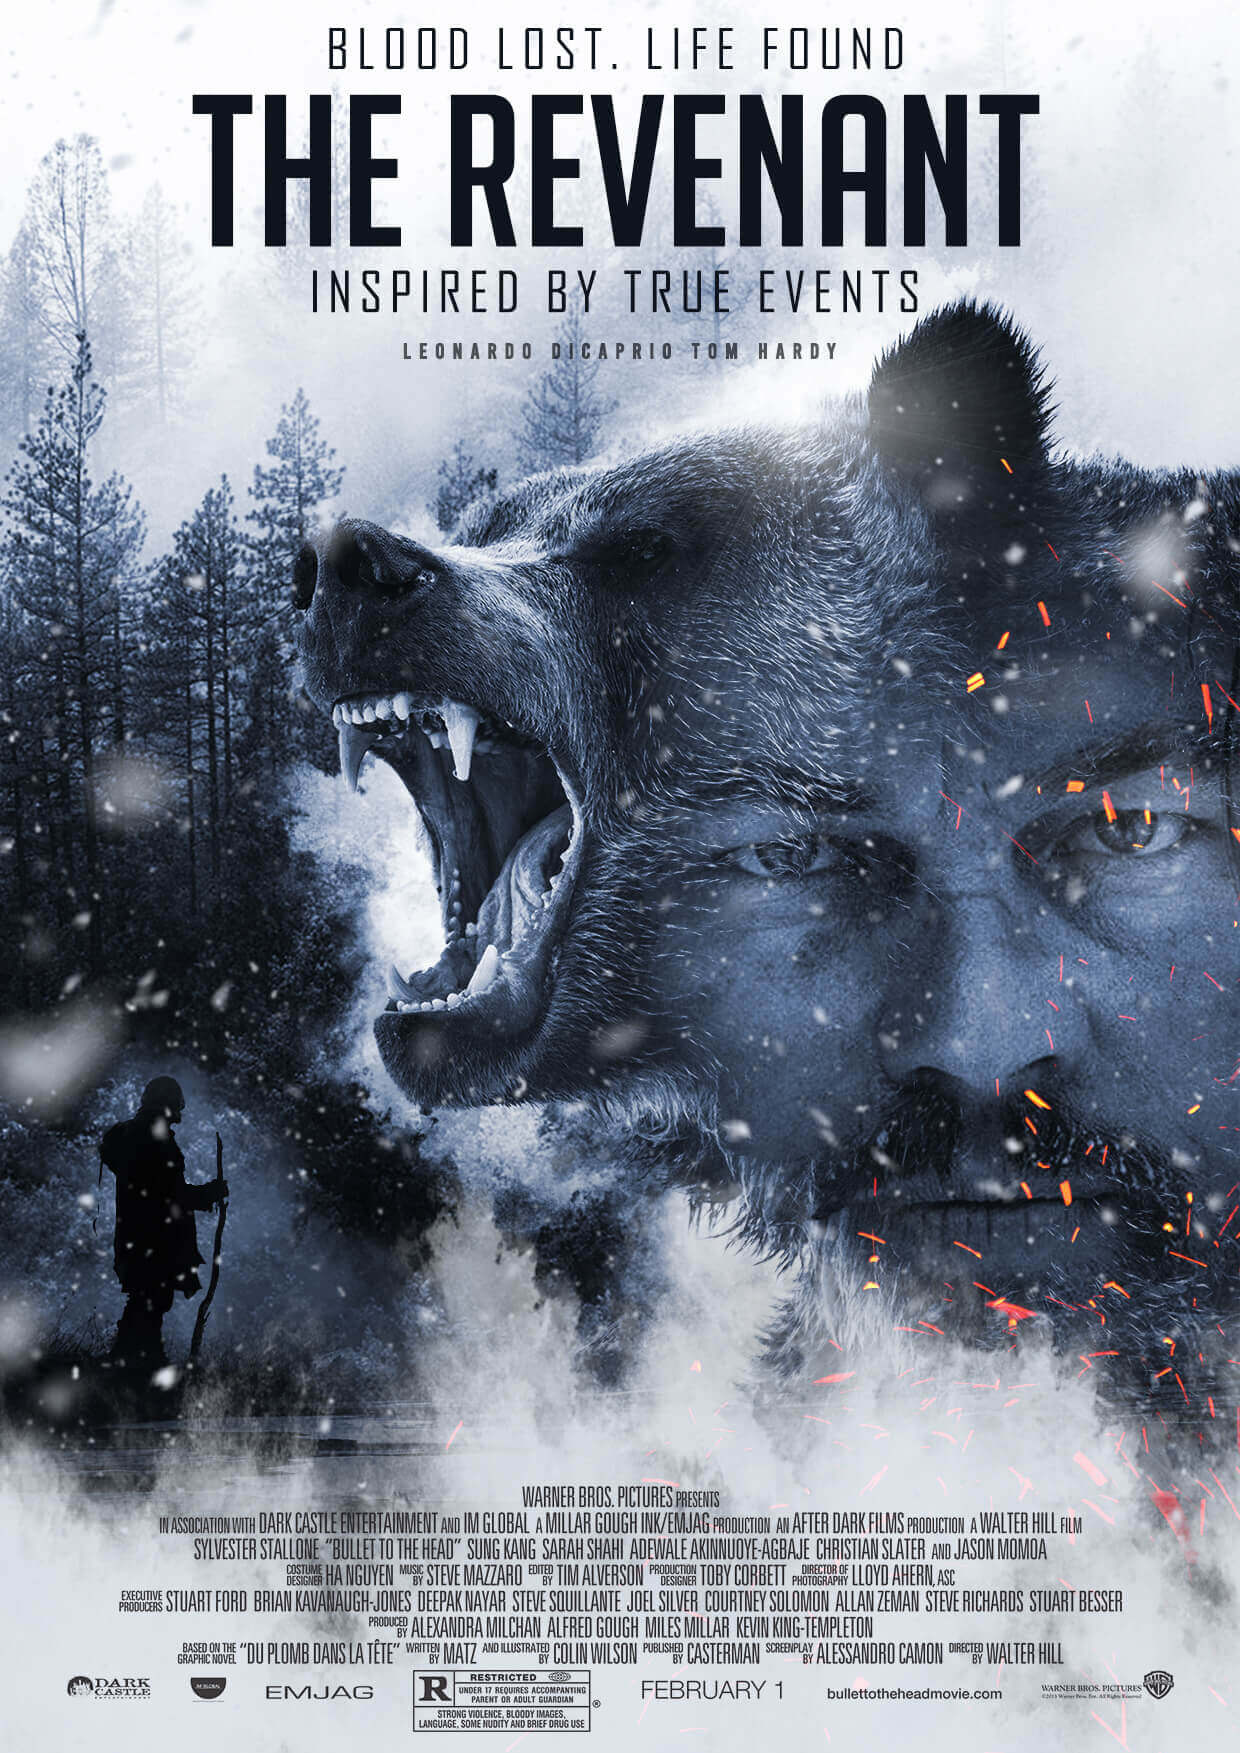 BLOOD LOST. LIFE FOUND
THE REVENANT
INSPIRED BY TRUE EVENTS
LEONARDO DICAPRIO TOM HARDY
WARNER BROS. PICTURES PRESENTS
IN ASSOCIATION WITH DARK CASTLE ENTERTAINMENT AND IM GLOBAL A MILLAR GOUGH INK/EMJAG PRODUCTION AN AFTER DARK FILMS PRODUCTION A WALTER HILL FILM
SYLVESTER STALLONE "BULLET TO THE HEAD" SUNG KANG SARAH SHAHI ADEWALE AKINNUOYE-AGBAJE CHRISTIAN SLATER AND JASON MOMOA
COSTUME DESIGNER HA NGUYEN MUSIC BY STEVE MAZZARO EDITED BY TIM ALVERSON PRODUCTION DESIGNER TOBY CORBETT DIRECTOR OF PHOTOGRAPHY LLOYD AHERN, ASC
EXECUTIVE PRODUCERS STUART FORD BRIAN KAVANAUGH-JONES DEEPAK NAYAR STEVE SQUILLANTE JOEL SILVER COURTNEY SOLOMON ALLAN ZEMAN STEVE RICHARDS STUART BESSER
PRODUCED BY ALEXANDRA MILCHAN ALFRED GOUGH MILES MILLAR KEVIN KING-TEMPLETON
BASED ON THE GRAPHIC NOVEL "DU PLOMB DANS LA TÊTE" WRITTEN BY MATZ AND ILLUSTRATED BY COLIN WILSON PUBLISHED BY CASTERMAN SCREENPLAY BY ALESSANDRO CAMON DIRECTED BY WALTER HILL
DARK CASTLE ENTERTAINMENT
IM GLOBAL
EMJAG
R RESTRICTED
UNDER 17 REQUIRES ACCOMPANYING
PARENT OR ADULT GUARDIAN
®
STRONG VIOLENCE, BLOODY IMAGES,
LANGUAGE, SOME NUDITY AND BRIEF DRUG USE
FEBRUARY 1
bullettotheheadmovie.com
WARNER BROS. PICTURES
WB